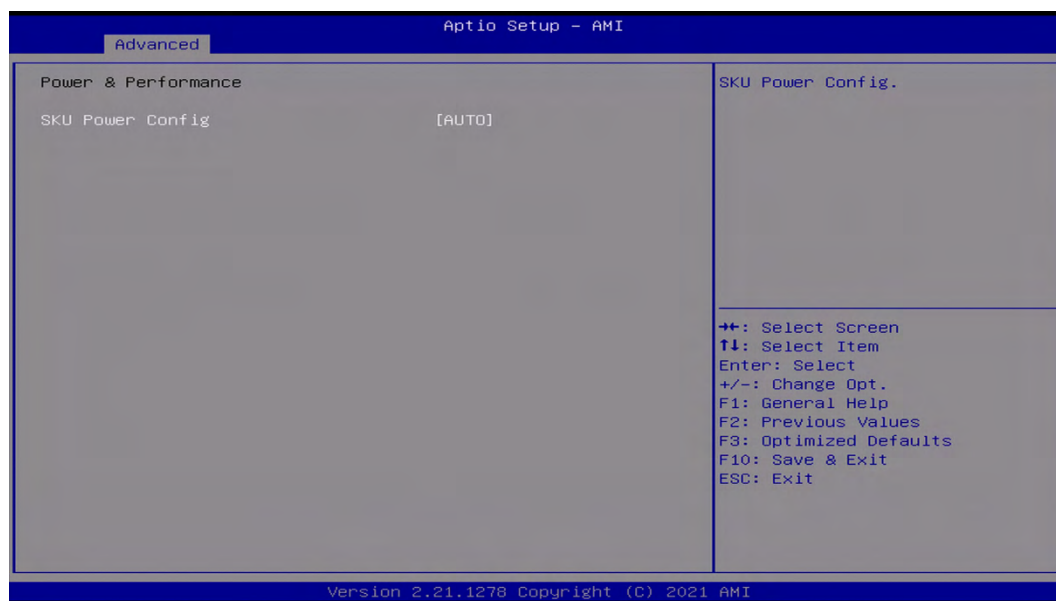 Aptio Setup – AMI
Advanced
Power & Performance
SKU Power Config [AUTO]
SKU Power Config.
→←: Select Screen
↑↓: Select Item
Enter: Select
+/-: Change Opt.
F1: General Help
F2: Previous Values
F3: Optimized Defaults
F10: Save & Exit
ESC: Exit
Version 2.21.1278 Copyright (C) 2021 AMI